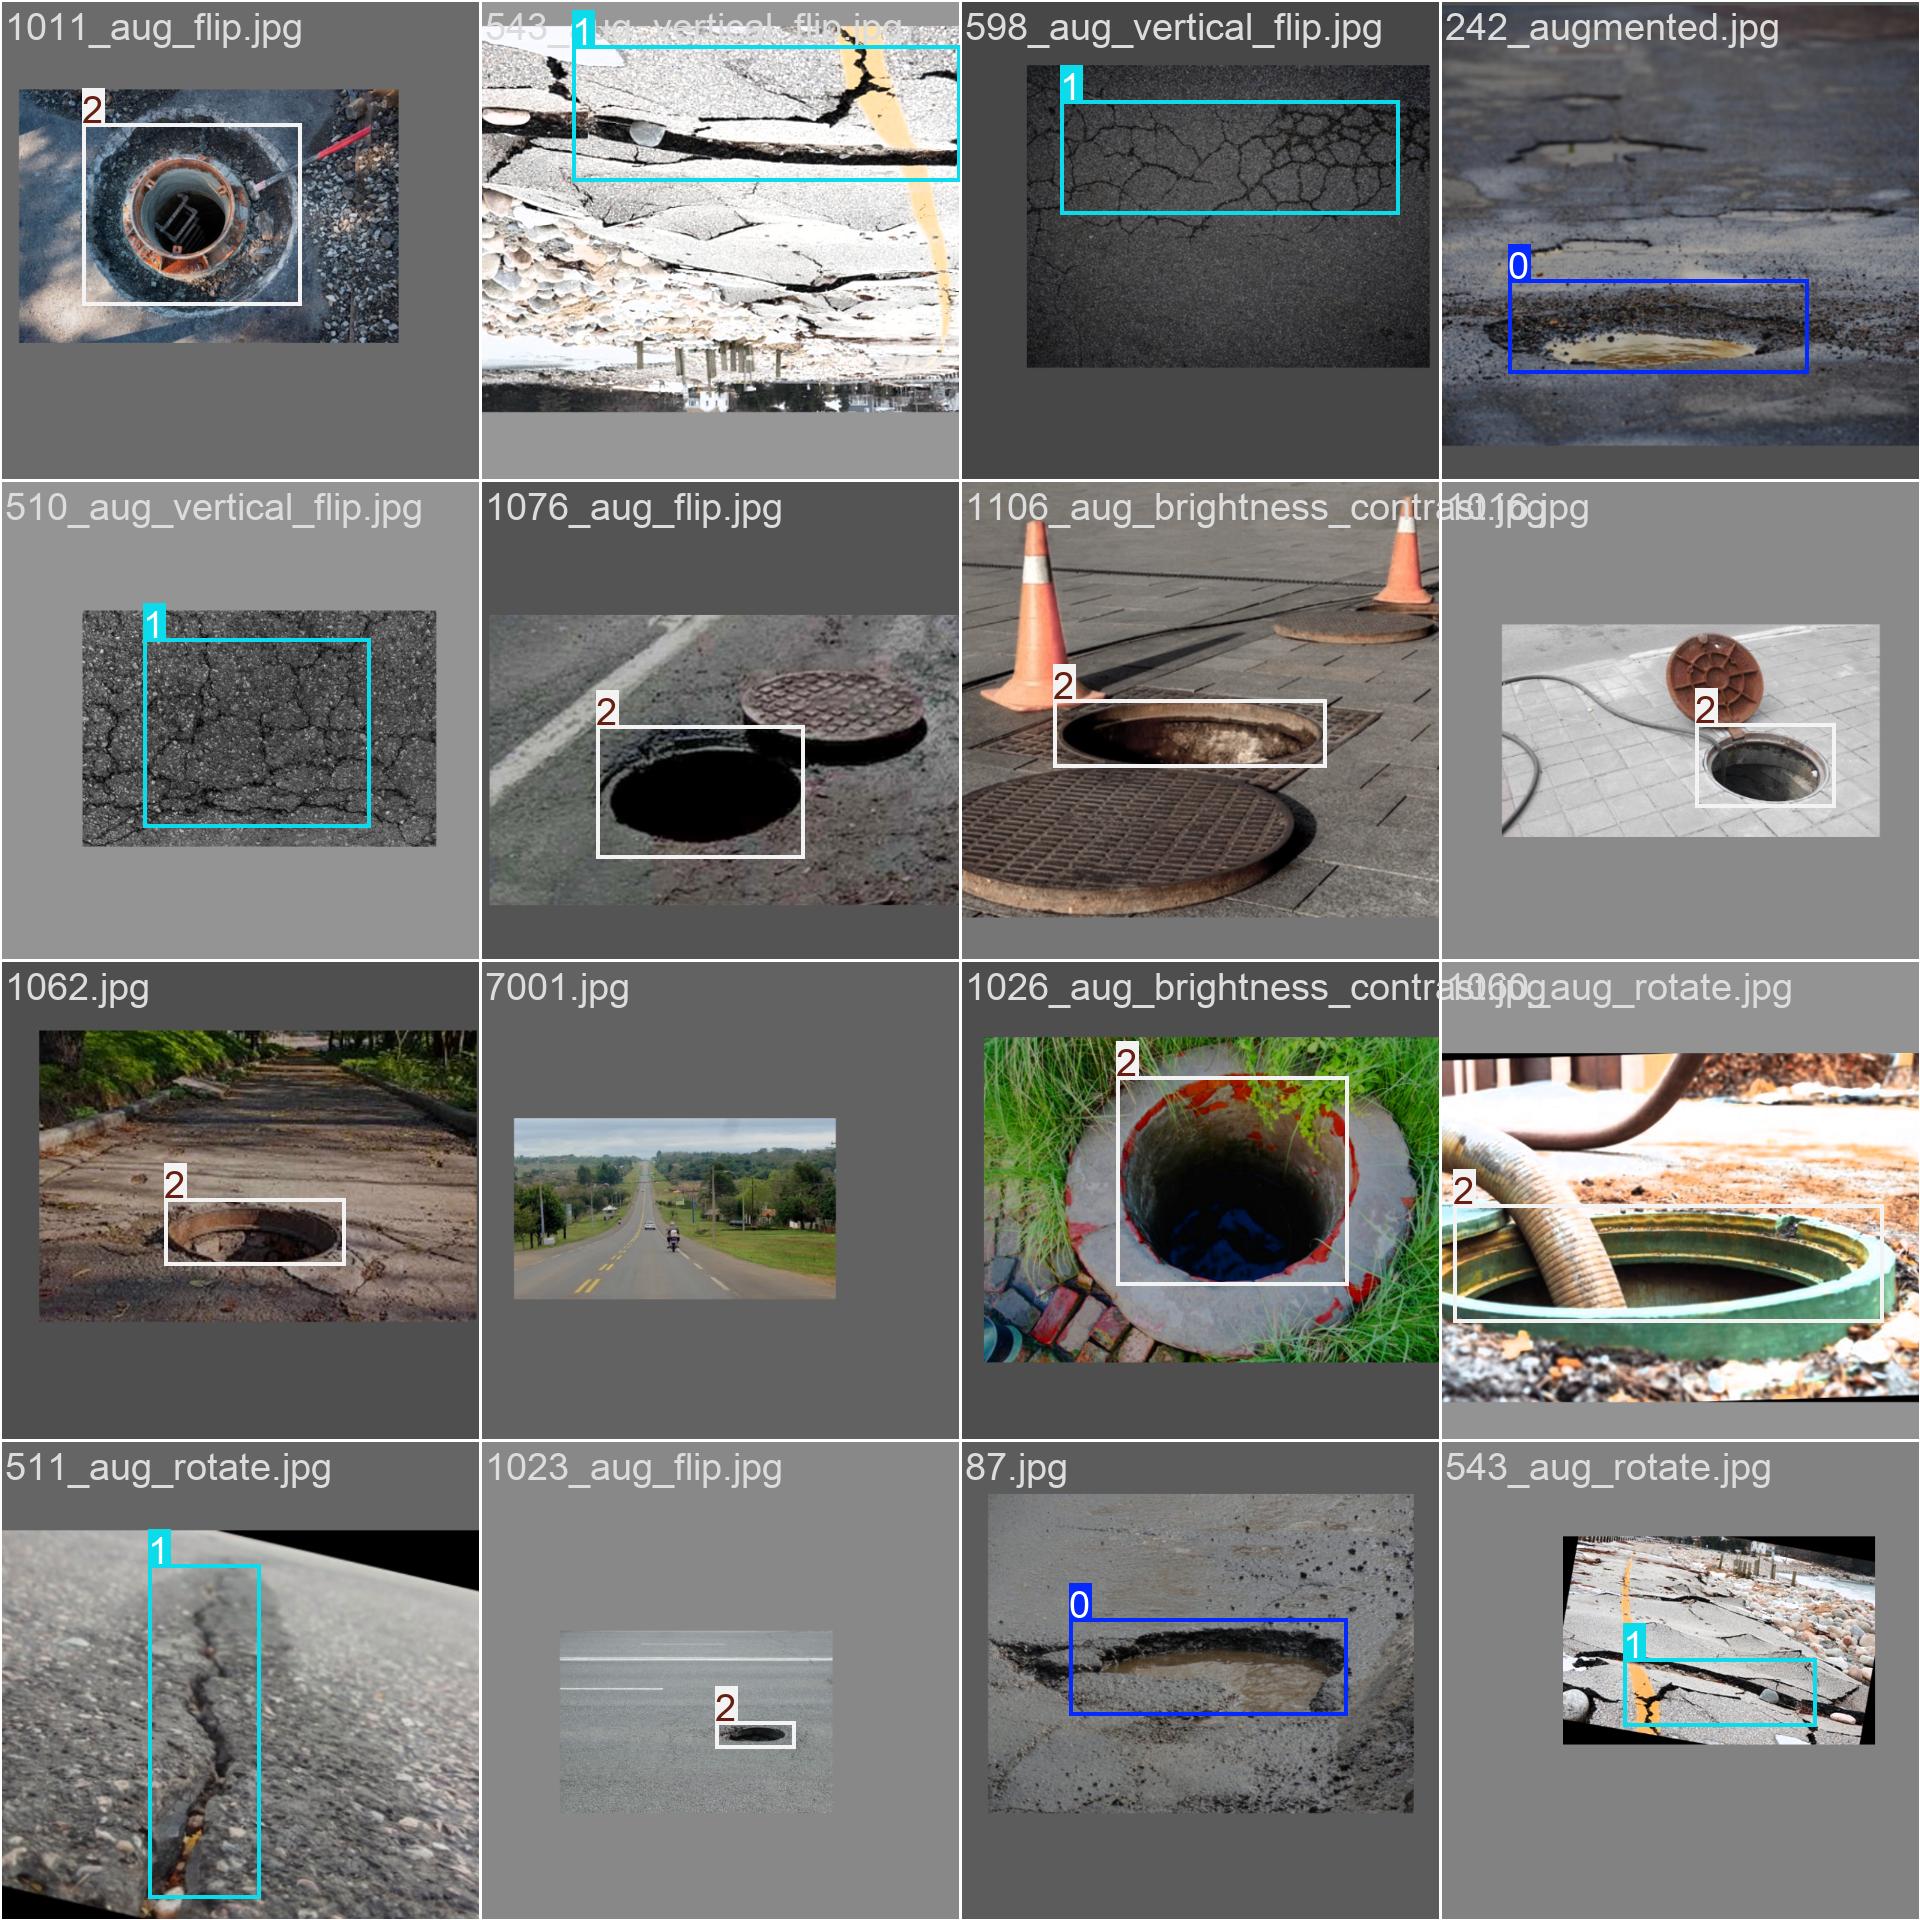 1011_aug_flip.jpg
543_aug_vertical_flip.jpg
598_aug_vertical_flip.jpg
242_augmented.jpg
2
1
1
0
510_aug_vertical_flip.jpg
1076_aug_flip.jpg
1106_aug_brightness_contrast.jpg
1016.jpg
1
2
2
2
1062.jpg
7001.jpg
1026_aug_brightness_contrast.jpg
1060_aug_rotate.jpg
2
2
2
511_aug_rotate.jpg
1023_aug_flip.jpg
87.jpg
543_aug_rotate.jpg
1
2
0
1